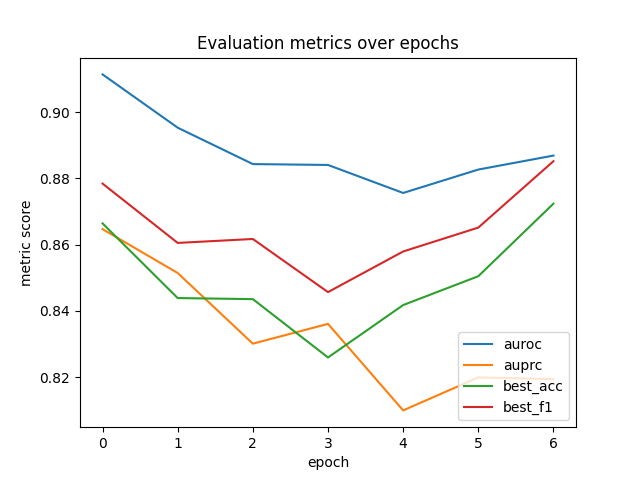 Evaluation metrics over epochs
metric score
0.90
0.88
0.86
0.84
0.82
auroc
auprc
best_acc
best_f1
0 1 2 3 4 5 6
epoch